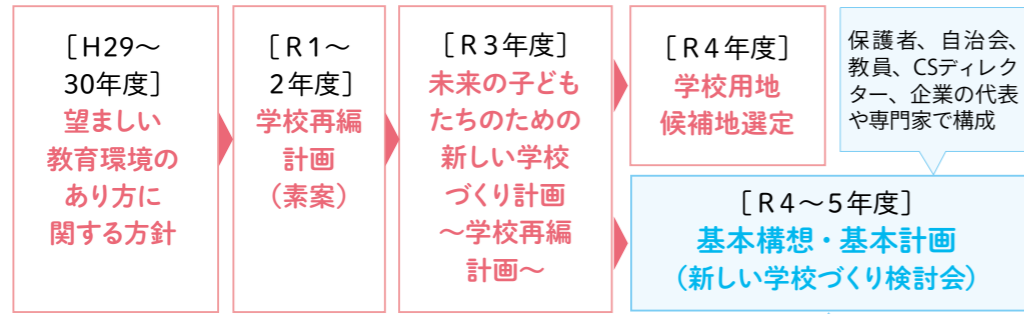 ［H29～
30年度］
望ましい
教育環境の
あり方に
関する方針
［R1～
2年度］
学校再編
計画
（素案）
［R3年度］
未来の子ども
たちのための
新しい学校
づくり計画
～学校再編
計画～
［R4年度］
学校用地
候補地選定
保護者、自治会、
教員、CSディレク
ター、企業の代表
や専門家で構成
［R4～5年度］
基本構想・基本計画
（新しい学校づくり検討会）